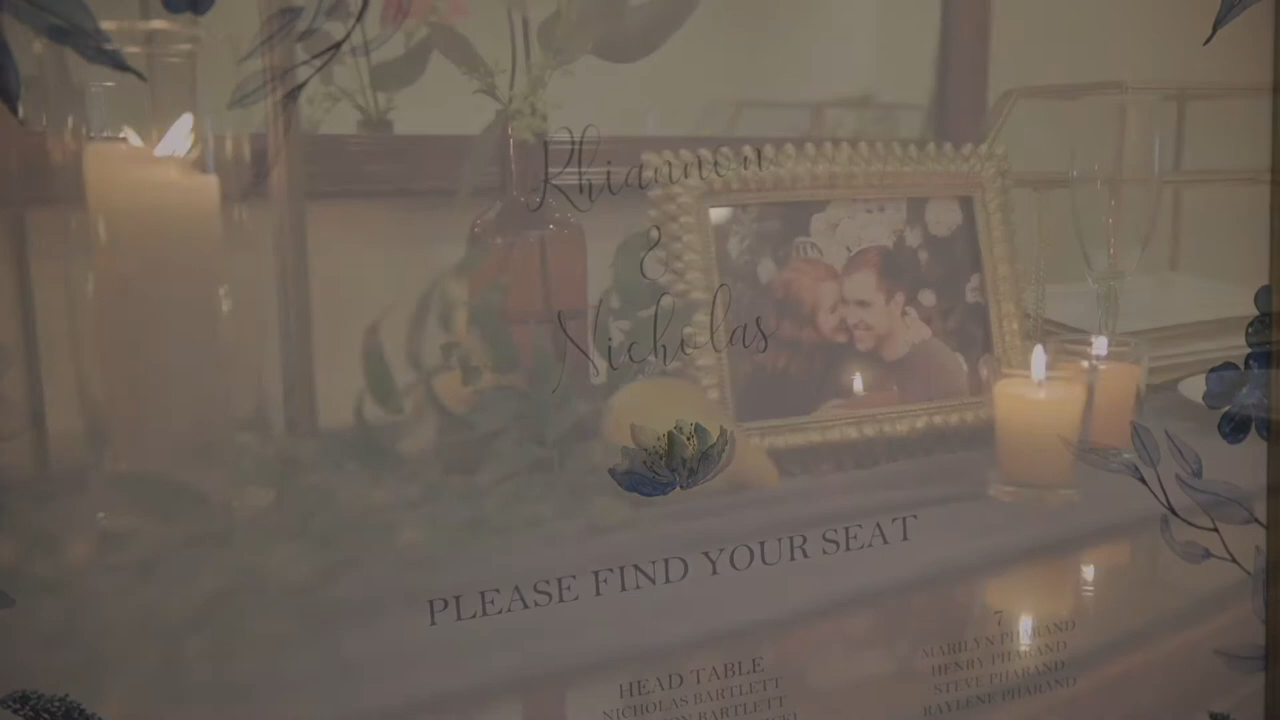 Rhiannon
&
Nicholas
PLEASE FIND YOUR SEAT
HEAD TABLE
NICHOLAS BARTLETT
BARTLETT
7
MARILYN PHARAND
HENRY PHARAND
STEVE PHARAND
RAYLENE PHARAND